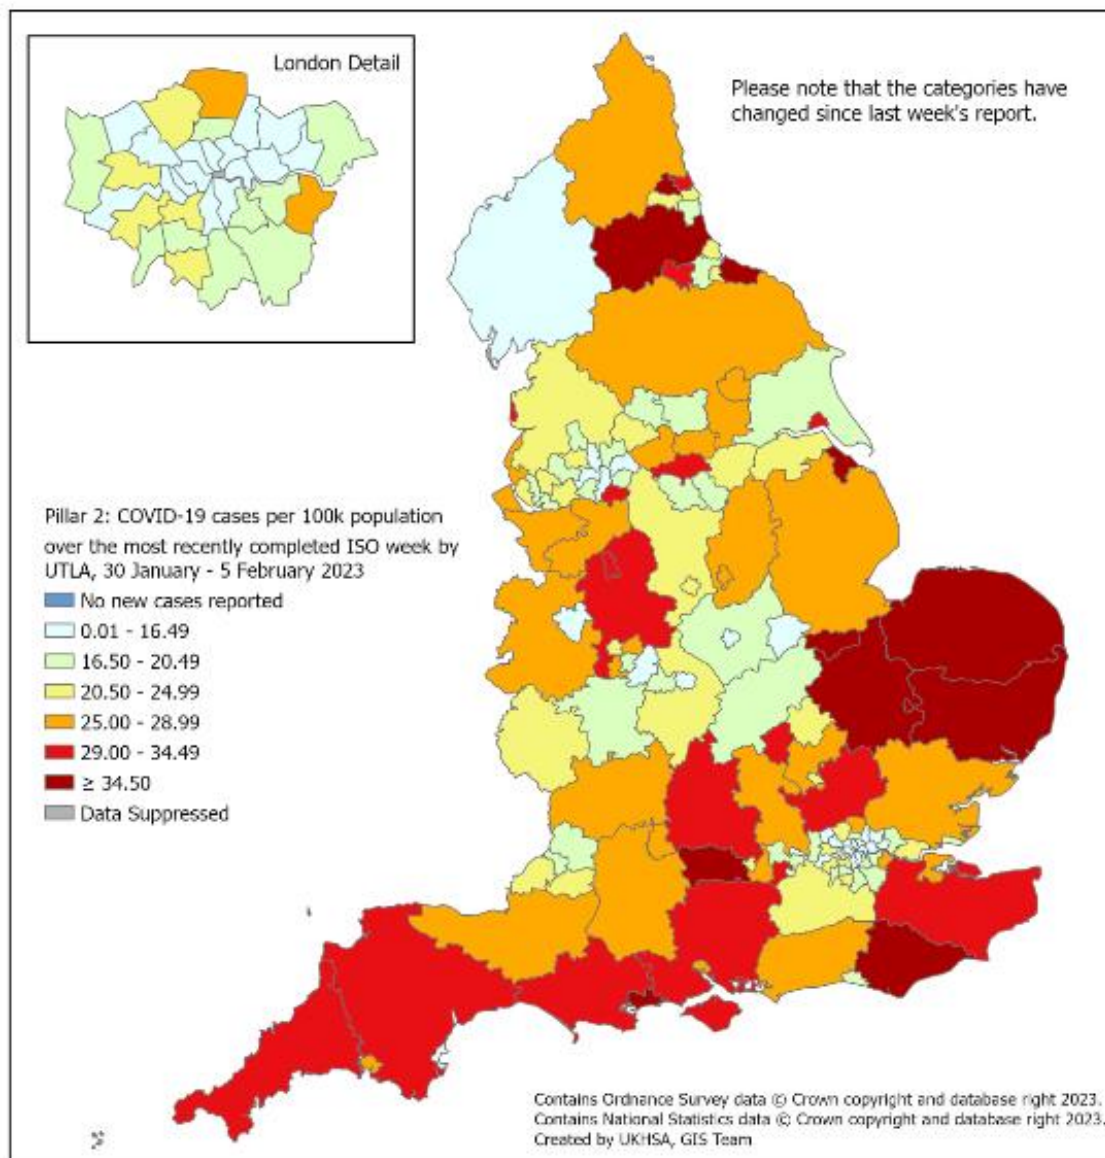 London Detail
Please note that the categories have
changed since last week's report.
Pillar 2: COVID-19 cases per 100k population
over the most recently completed ISO week by
UTLA, 30 January - 5 February 2023
No new cases reported
0.01 - 16.49
16.50 - 20.49
20.50 - 24.99
25.00 - 28.99
29.00 - 34.49
≥ 34.50
Data Suppressed
Contains Ordnance Survey data © Crown copyright and database right 2023.
Contains National Statistics data © Crown copyright and database right 2023.
Created by UKHSA, GIS Team